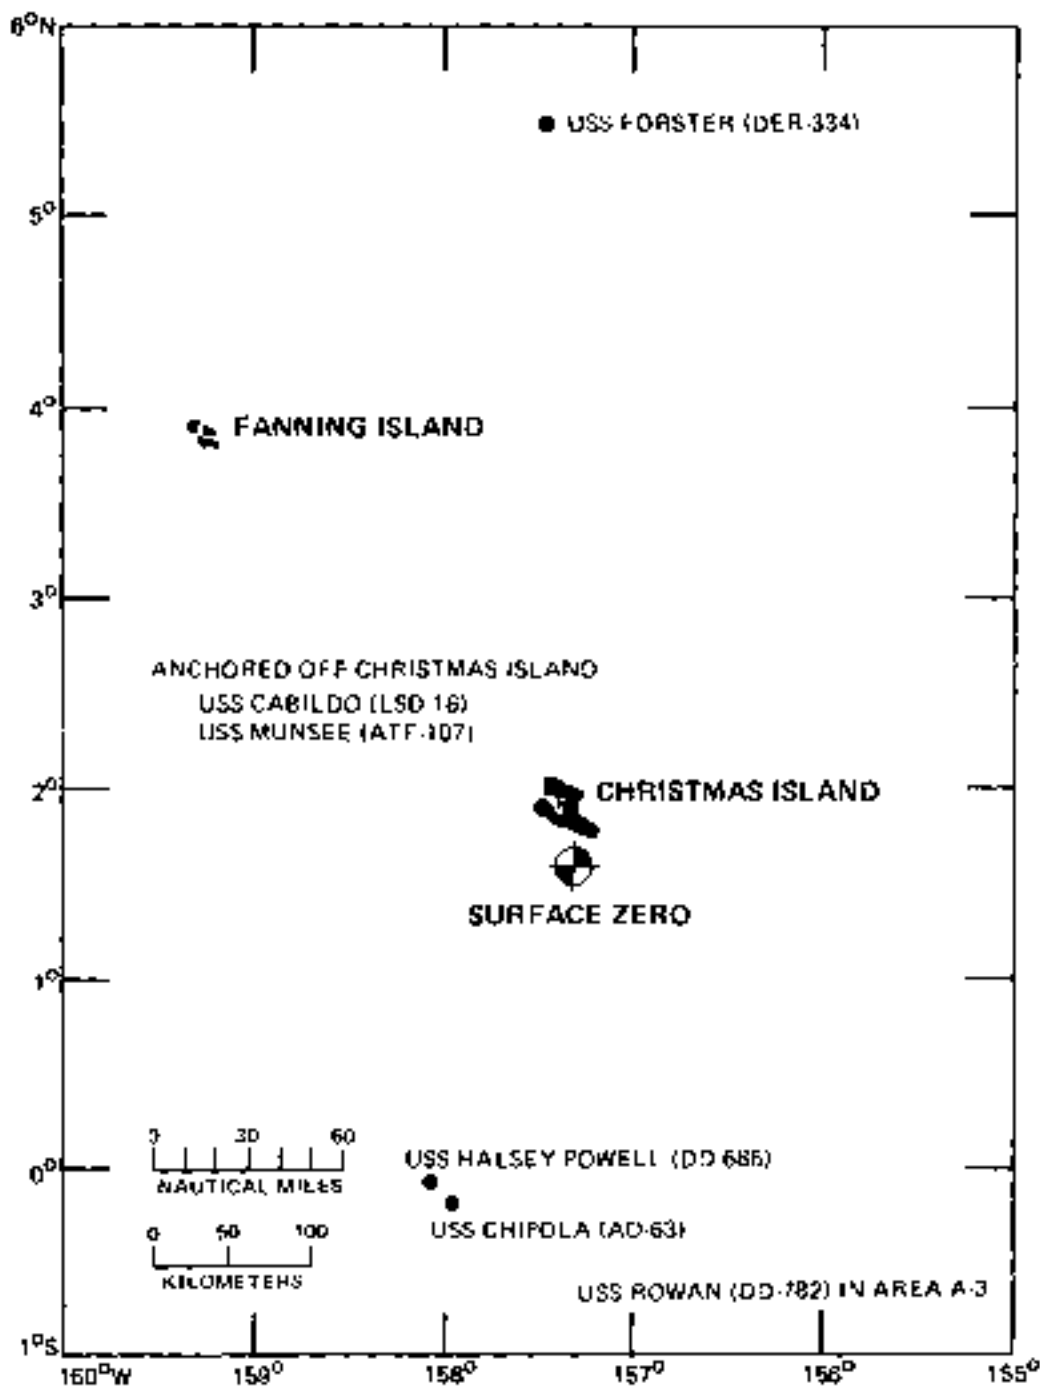 6°N
USS FORSTER (DER-334)
5°
4°
FANNING ISLAND
3°
ANCHORED OFF CHRISTMAS ISLAND
USS CABILDO (LSD-16)
USS MUNSEE (ATF-107)
2°
CHRISTMAS ISLAND
SURFACE ZERO
1°
0 30 60
NAUTICAL MILES
0°
USS HALSEY POWELL (DD-686)
USS CHIPOLA (AO-63)
0 50 100
KILOMETERS
USS ROWAN (DD-782) IN AREA A-3
1°S
160°W 159° 158° 157° 156° 155°